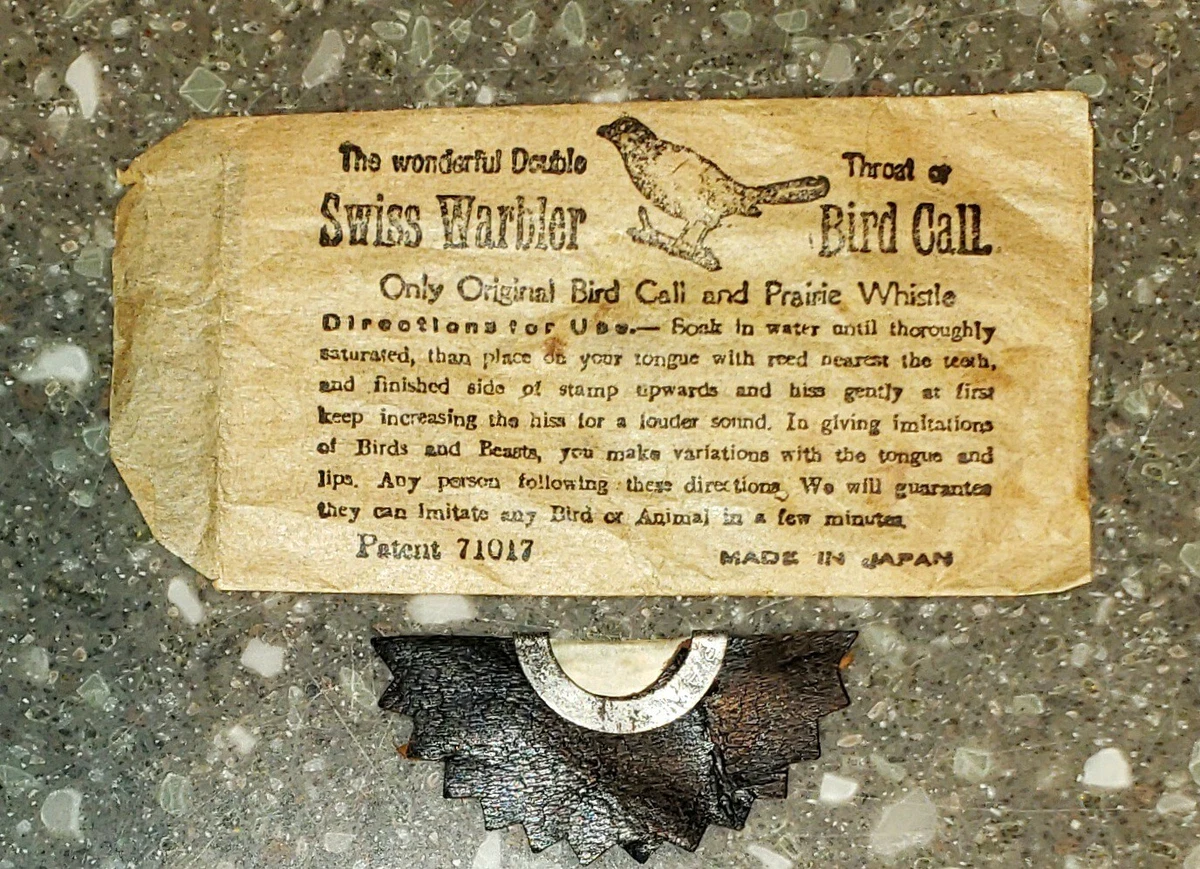 The wonderful Double Throat or
Swiss Warbler Bird Call.
Only Original Bird Call and Prairie Whistle
Directions for Use.— Soak in water until thoroughly
saturated, than place on your tongue with reed nearest the teeth,
and finished side of stamp upwards and hiss gently at first
keep increasing the hiss for a louder sound. In giving imitations
of Birds and Beasts, you make variations with the tongue and
lips. Any person following these directions, We will guarantee
they can imitate any Bird or Animal in a few minutes.
Patent 71017 MADE IN JAPAN